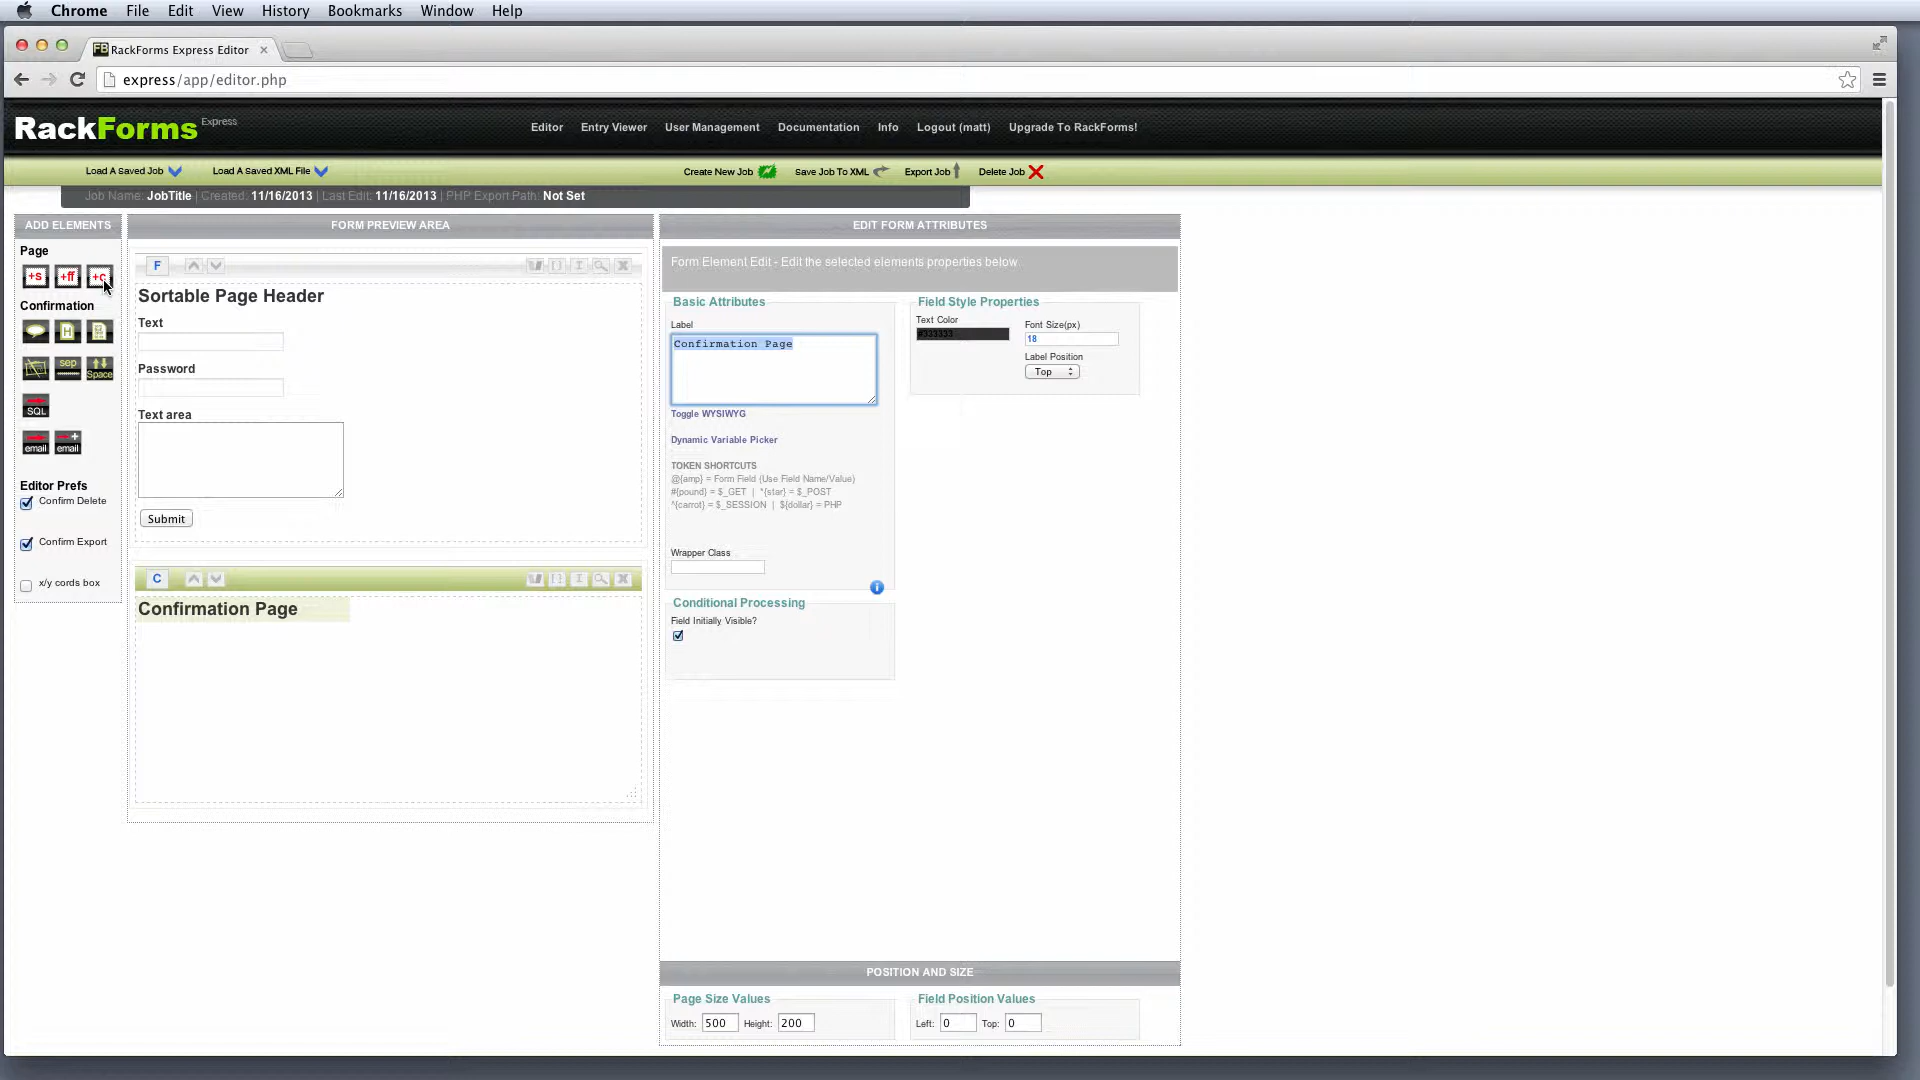 Chrome File Edit View History Bookmarks Window Help
FB RackForms Express Editor
express/app/editor.php
RackForms Express
Editor Entry Viewer User Management Documentation Info Logout (matt) Upgrade To RackForms!
Load A Saved Job Load A Saved XML File Create New Job Save Job To XML Export Job Delete Job
Job Name: JobTitle | Created: 11/16/2013 | Last Edit: 11/16/2013 | PHP Export Path: Not Set
ADD ELEMENTS
Page
+s +ff +c
Confirmation
H
sep Space
SQL
email email
Editor Prefs
Confirm Delete
Confirm Export
x/y cords box
FORM PREVIEW AREA
F
Sortable Page Header
Text
Password
Text area
Submit
C
Confirmation Page
EDIT FORM ATTRIBUTES
Form Element Edit - Edit the selected elements properties below.
Basic Attributes
Label
Confirmation Page
Toggle WYSIWYG
Dynamic Variable Picker
TOKEN SHORTCUTS
@{amp} = Form Field (Use Field Name/Value)
#{pound} = $_GET | *{star} = $_POST
^{carrot} = $_SESSION | ${dollar} = PHP
Wrapper Class
Conditional Processing
Field Initially Visible?
Field Style Properties
Text Color
#333333
Font Size(px)
18
Label Position
Top
POSITION AND SIZE
Page Size Values
Width: 500 Height: 200
Field Position Values
Left: 0 Top: 0